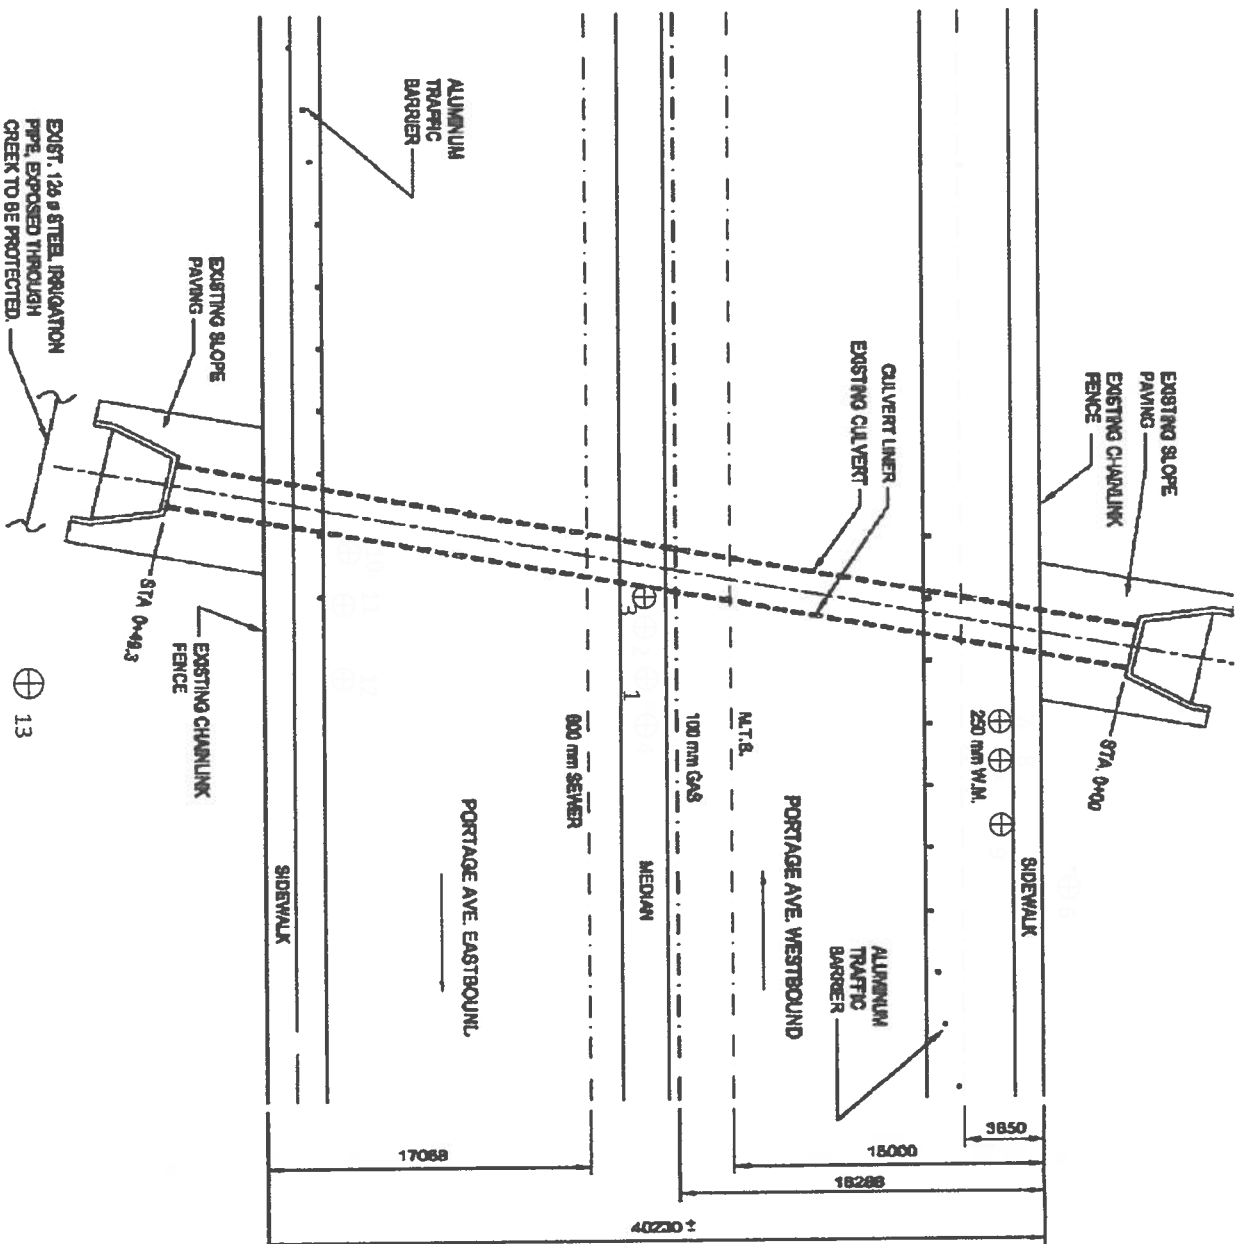 ALUMINUM
TRAFFIC
BARRIER
EXIST. 126 ø STEEL IRRIGATION
PIPE, EXPOSED THROUGH
CREEK TO BE PROTECTED.
EXISTING SLOPE
PAVING
EXISTING SLOPE
PAVING
EXISTING CHAINLINK
FENCE
CULVERT LINER
EXISTING CULVERT
STA 0+49.3
EXISTING CHAINLINK
FENCE
13
3
1
600 mm SEWER
100 mm GAS
M.T.S.
250 mm W.M.
STA. 0+00
PORTAGE AVE. EASTBOUND
PORTAGE AVE. WESTBOUND
MEDIAN
SIDEWALK
SIDEWALK
ALUMINUM
TRAFFIC
BARRIER
3850
15000
18288
17068
40230 ±